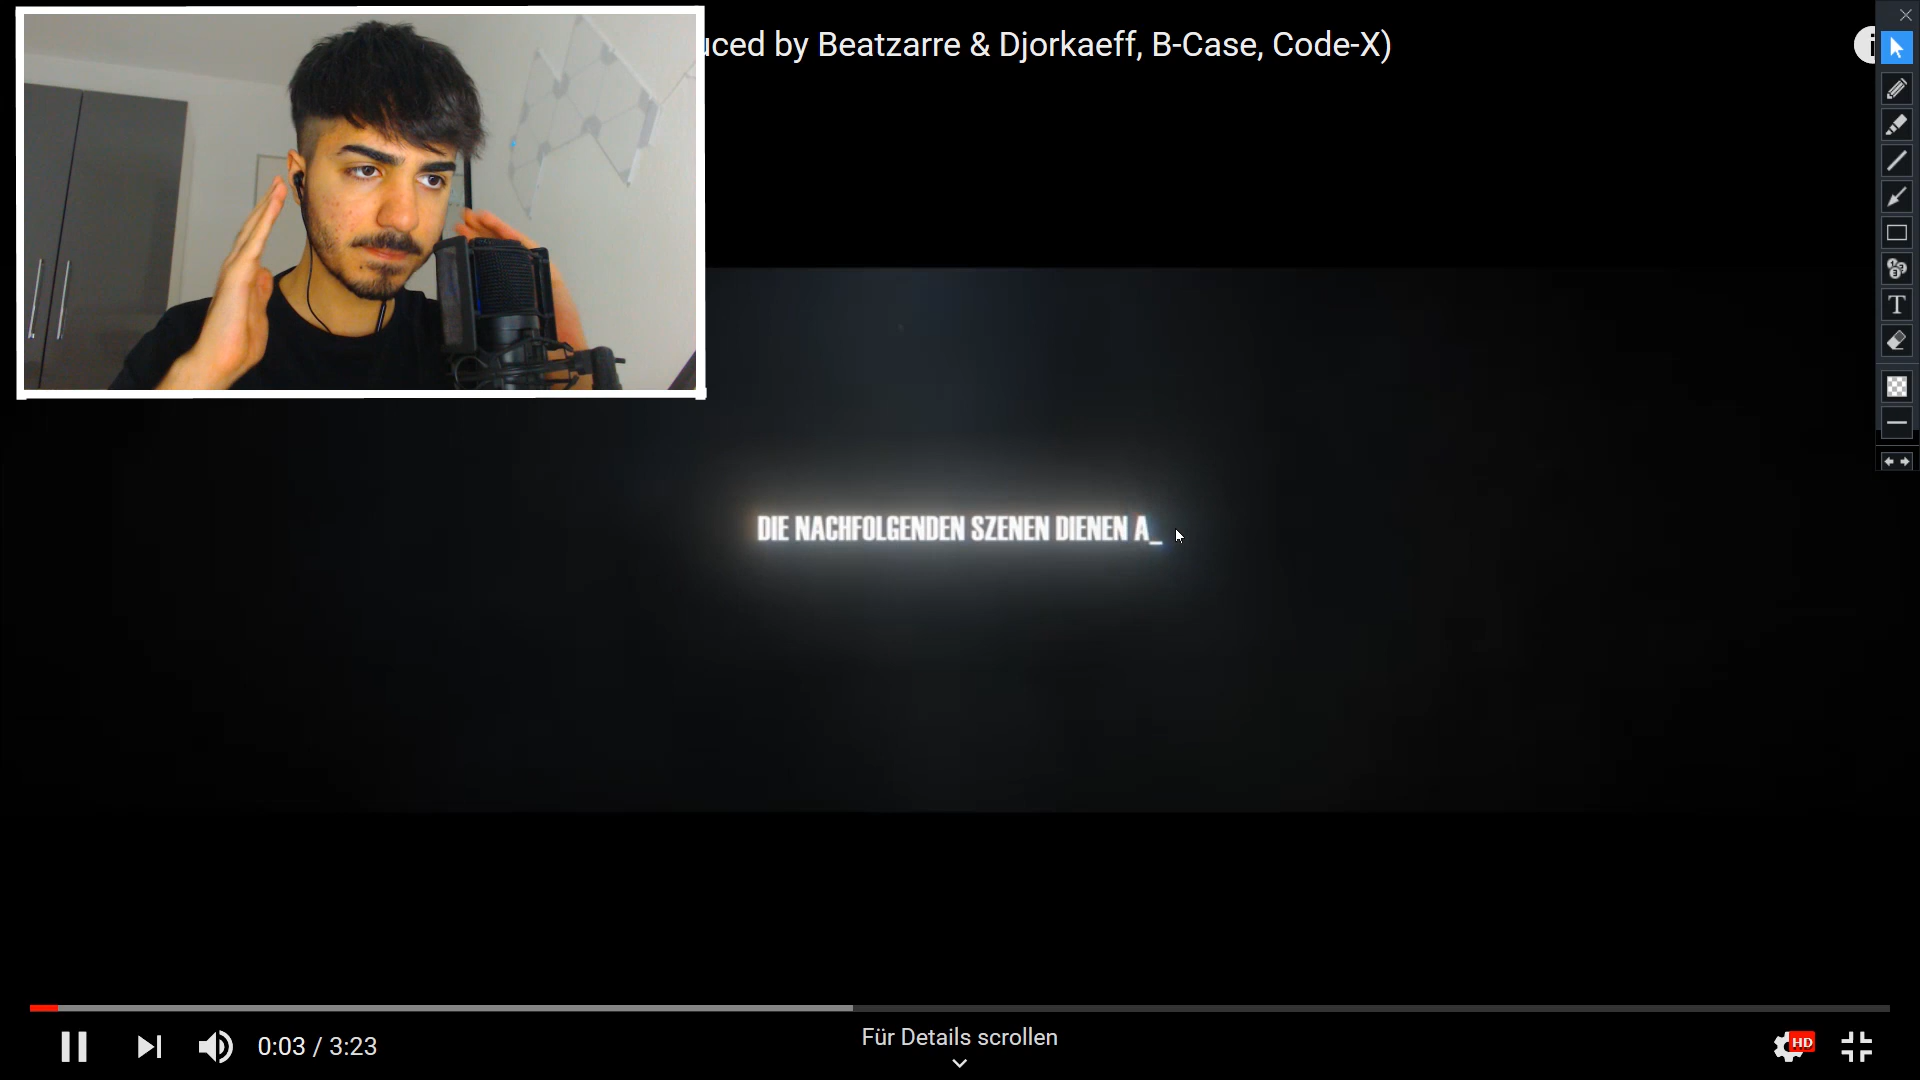 uced by Beatzarre & Djorkaeff, B-Case, Code-X)
DIE NACHFOLGENDEN SZENEN DIENEN A_
0:03 / 3:23
Für Details scrollen
HD